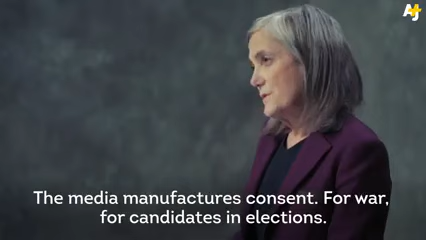 AJ+
The media manufactures consent. For war,
for candidates in elections.